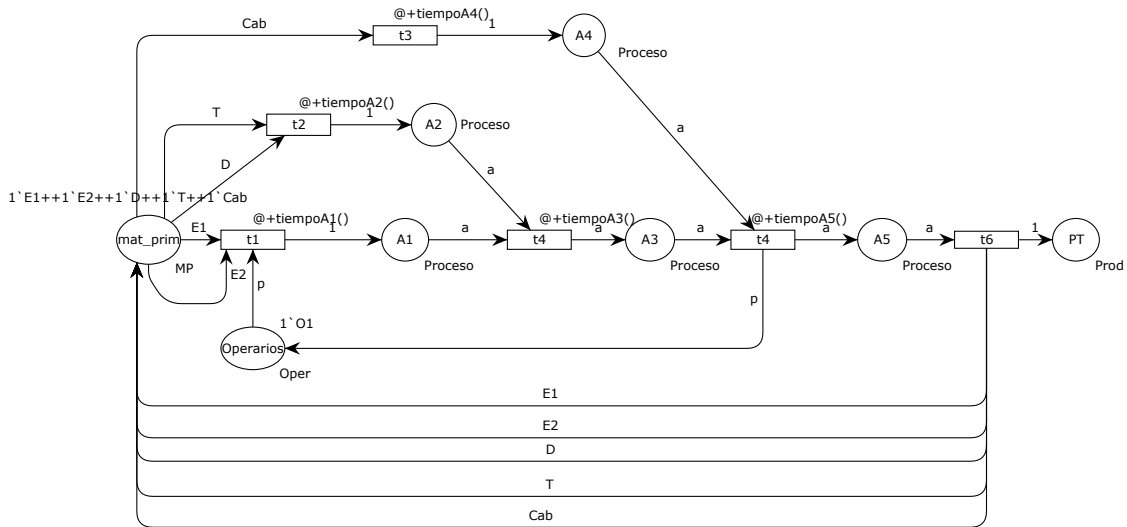 @+tiempoA4()
Cab
1
t3
A4
Proceso
@+tiempoA2()
T
1
t2
A2
Proceso
a
D
a
1`E1++1`E2++1`D++1`T++1`Cab
@+tiempoA1()
@+tiempoA3()
@+tiempoA5()
mat_prim
E1
t1
1
A1
a
t4
a
A3
a
t4
a
A5
a
t6
1
PT
MP
E2
Proceso
Proceso
Proceso
Prod
p
p
1`O1
Operarios
Oper
E1
E2
D
T
Cab